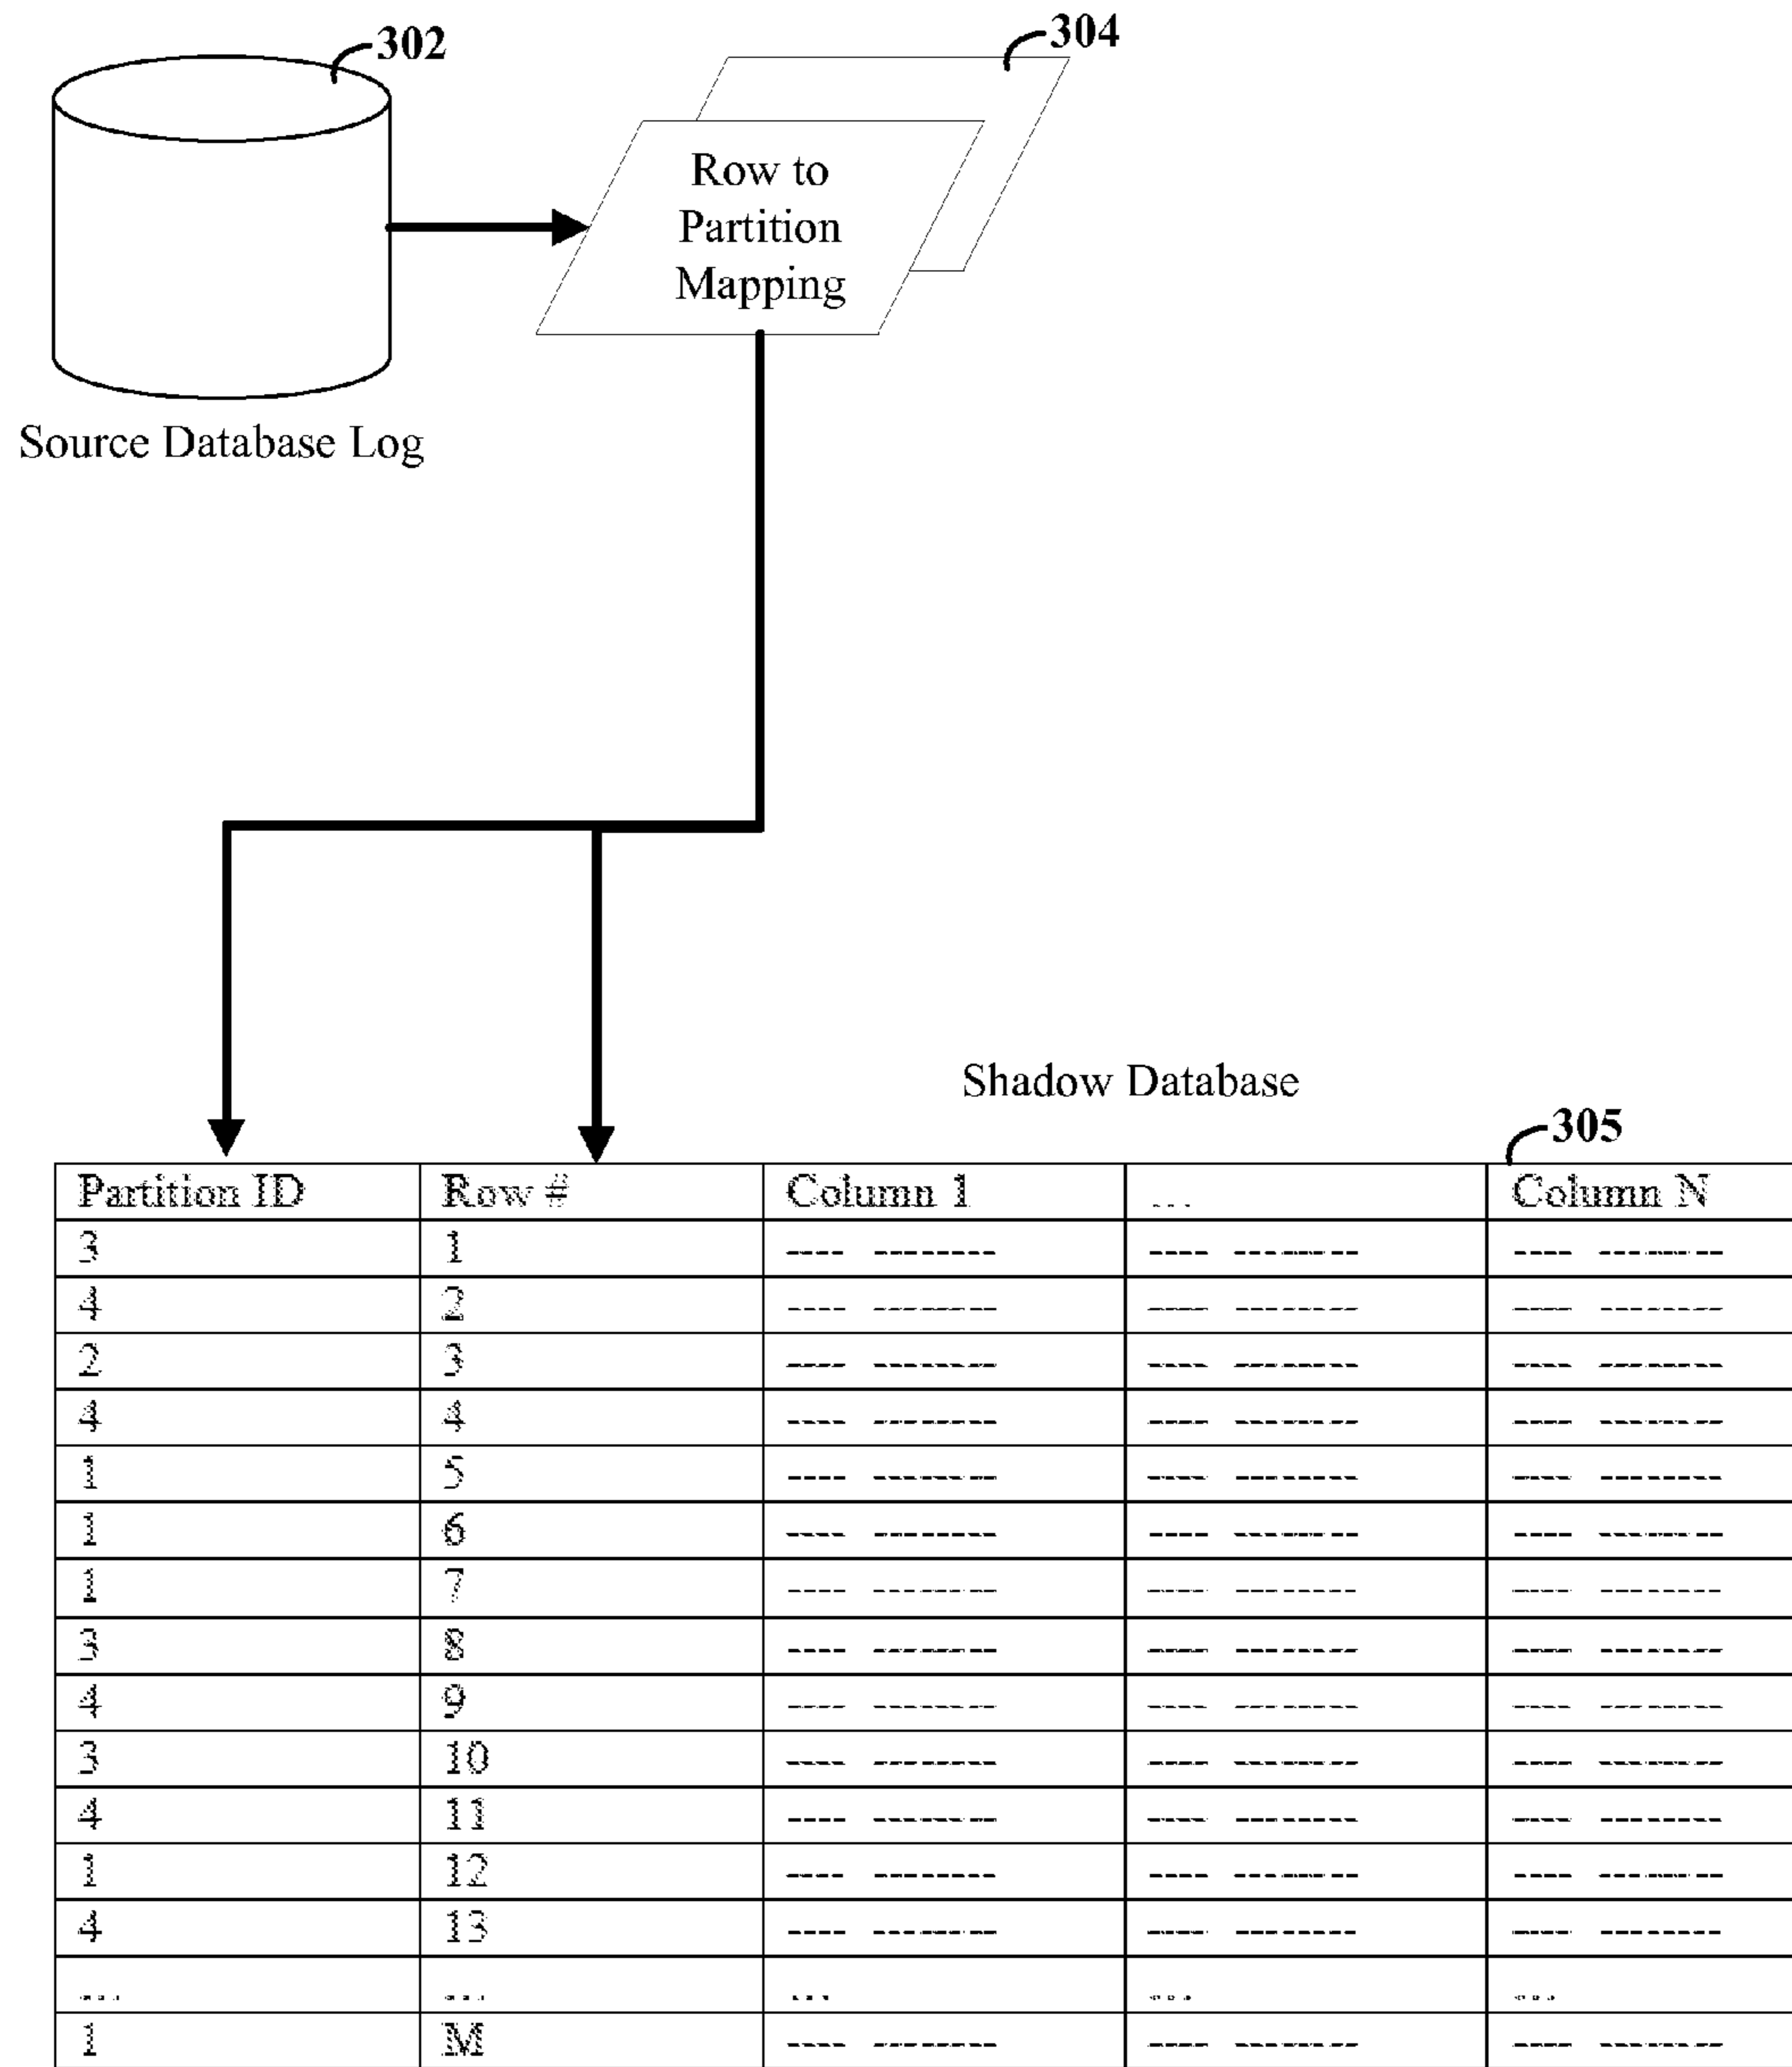 302
304
Row to
Partition
Mapping
Source Database Log
Shadow Database
305
Partition ID Row # Column 1 ... Column N
3 1 ---- -------- ---- -------- ---- --------
4 2 ---- -------- ---- -------- ---- --------
2 3 ---- -------- ---- -------- ---- --------
4 4 ---- -------- ---- -------- ---- --------
1 5 ---- -------- ---- -------- ---- --------
1 6 ---- -------- ---- -------- ---- --------
1 7 ---- -------- ---- -------- ---- --------
3 8 ---- -------- ---- -------- ---- --------
4 9 ---- -------- ---- -------- ---- --------
3 10 ---- -------- ---- -------- ---- --------
4 11 ---- -------- ---- -------- ---- --------
1 12 ---- -------- ---- -------- ---- --------
4 13 ---- -------- ---- -------- ---- --------
... ... ... ... ...
1 M ---- -------- ---- -------- ---- --------